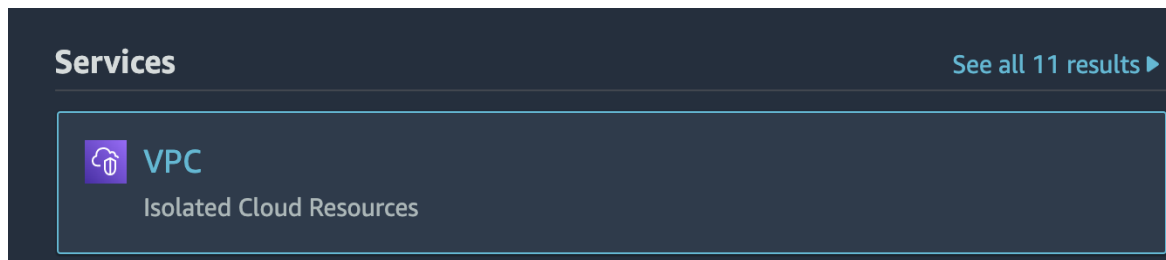 Services
See all 11 results
VPC
Isolated Cloud Resources